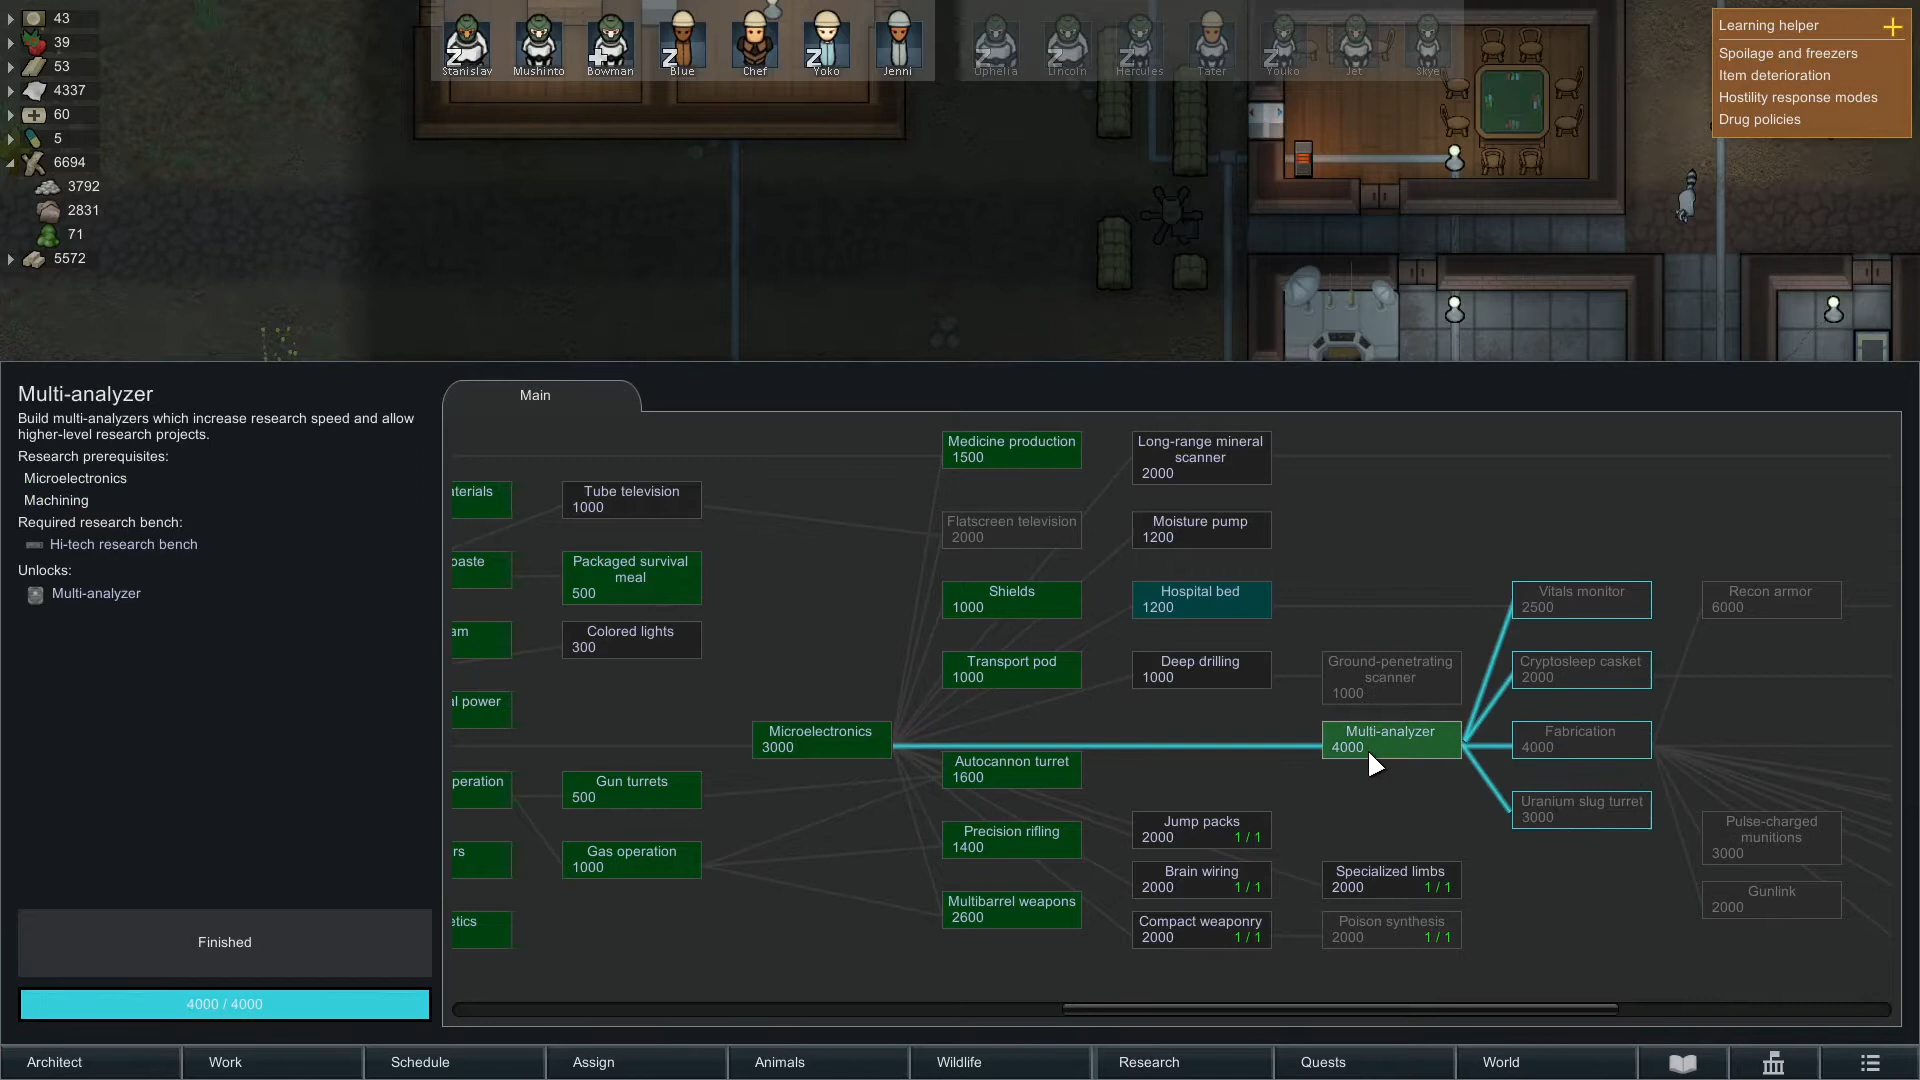 43
39
53
4337
60
5
6694
3792
2831
71
5572
Stanislav
Mushinto
Bowman
Blue
Chef
Yoko
Jenni
Ophelia
Lincoln
Hercules
Tater
Youko
Jet
Skye
Learning helper
Spoilage and freezers
Item deterioration
Hostility response modes
Drug policies
Multi-analyzer
Build multi-analyzers which increase research speed and allow
higher-level research projects.
Research prerequisites:
Microelectronics
Machining
Required research bench:
Hi-tech research bench
Unlocks:
Multi-analyzer
Finished
4000 / 4000
Main
aterials
paste
am
al power
peration
rs
etics
Tube television
1000
Packaged survival
meal
500
Colored lights
300
Gun turrets
500
Gas operation
1000
Microelectronics
3000
Medicine production
1500
Flatscreen television
2000
Shields
1000
Transport pod
1000
Autocannon turret
1600
Precision rifling
1400
Multibarrel weapons
2600
Long-range mineral
scanner
2000
Moisture pump
1200
Hospital bed
1200
Deep drilling
1000
Jump packs
2000 1 / 1
Brain wiring
2000 1 / 1
Compact weaponry
2000 1 / 1
Ground-penetrating
scanner
1000
Multi-analyzer
4000
Specialized limbs
2000 1 / 1
Poison synthesis
2000 1 / 1
Vitals monitor
2500
Cryptosleep casket
2000
Fabrication
4000
Uranium slug turret
3000
Recon armor
6000
Pulse-charged
munitions
3000
Gunlink
2000
Architect
Work
Schedule
Assign
Animals
Wildlife
Research
Quests
World